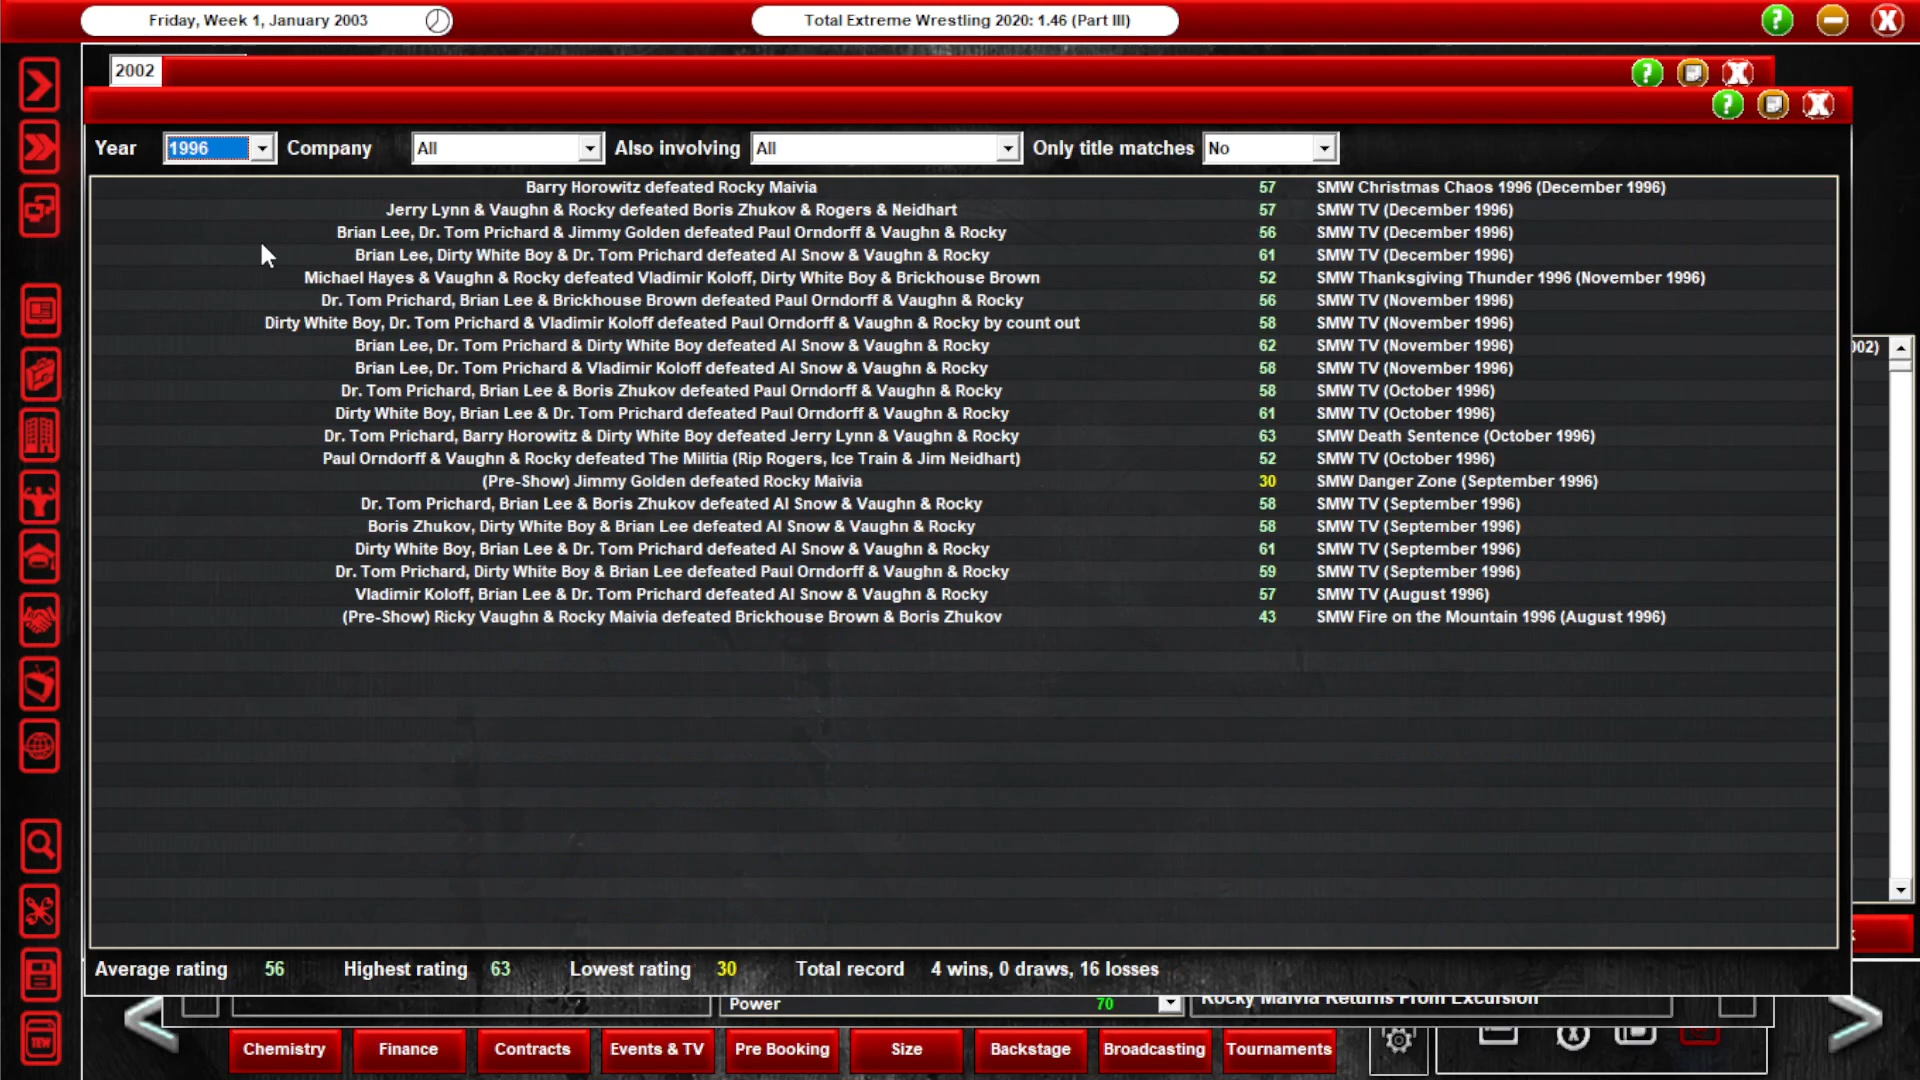 Friday, Week 1, January 2003
Total Extreme Wrestling 2020: 1.46 (Part III)
2002
Year 1996 Company All Also involving All Only title matches No
Barry Horowitz defeated Rocky Maivia 57 SMW Christmas Chaos 1996 (December 1996)
Jerry Lynn & Vaughn & Rocky defeated Boris Zhukov & Rogers & Neidhart 57 SMW TV (December 1996)
Brian Lee, Dr. Tom Prichard & Jimmy Golden defeated Paul Orndorff & Vaughn & Rocky 56 SMW TV (December 1996)
Brian Lee, Dirty White Boy & Dr. Tom Prichard defeated Al Snow & Vaughn & Rocky 61 SMW TV (December 1996)
Michael Hayes & Vaughn & Rocky defeated Vladimir Koloff, Dirty White Boy & Brickhouse Brown 52 SMW Thanksgiving Thunder 1996 (November 1996)
Dr. Tom Prichard, Brian Lee & Brickhouse Brown defeated Paul Orndorff & Vaughn & Rocky 56 SMW TV (November 1996)
Dirty White Boy, Dr. Tom Prichard & Vladimir Koloff defeated Paul Orndorff & Vaughn & Rocky by count out 58 SMW TV (November 1996)
Brian Lee, Dr. Tom Prichard & Dirty White Boy defeated Al Snow & Vaughn & Rocky 62 SMW TV (November 1996)
Brian Lee, Dr. Tom Prichard & Vladimir Koloff defeated Al Snow & Vaughn & Rocky 58 SMW TV (November 1996)
Dr. Tom Prichard, Brian Lee & Boris Zhukov defeated Paul Orndorff & Vaughn & Rocky 58 SMW TV (October 1996)
Dirty White Boy, Brian Lee & Dr. Tom Prichard defeated Paul Orndorff & Vaughn & Rocky 61 SMW TV (October 1996)
Dr. Tom Prichard, Barry Horowitz & Dirty White Boy defeated Jerry Lynn & Vaughn & Rocky 63 SMW Death Sentence (October 1996)
Paul Orndorff & Vaughn & Rocky defeated The Militia (Rip Rogers, Ice Train & Jim Neidhart) 52 SMW TV (October 1996)
(Pre-Show) Jimmy Golden defeated Rocky Maivia 30 SMW Danger Zone (September 1996)
Dr. Tom Prichard, Brian Lee & Boris Zhukov defeated Al Snow & Vaughn & Rocky 58 SMW TV (September 1996)
Boris Zhukov, Dirty White Boy & Brian Lee defeated Al Snow & Vaughn & Rocky 58 SMW TV (September 1996)
Dirty White Boy, Brian Lee & Dr. Tom Prichard defeated Al Snow & Vaughn & Rocky 61 SMW TV (September 1996)
Dr. Tom Prichard, Dirty White Boy & Brian Lee defeated Paul Orndorff & Vaughn & Rocky 59 SMW TV (September 1996)
Vladimir Koloff, Brian Lee & Dr. Tom Prichard defeated Al Snow & Vaughn & Rocky 57 SMW TV (August 1996)
(Pre-Show) Ricky Vaughn & Rocky Maivia defeated Brickhouse Brown & Boris Zhukov 43 SMW Fire on the Mountain 1996 (August 1996)
002)
Average rating 56 Highest rating 63 Lowest rating 30 Total record 4 wins, 0 draws, 16 losses
Power 70 Rocky Maivia Returns From Excursion
Chemistry Finance Contracts Events & TV Pre Booking Size Backstage Broadcasting Tournaments
TEW